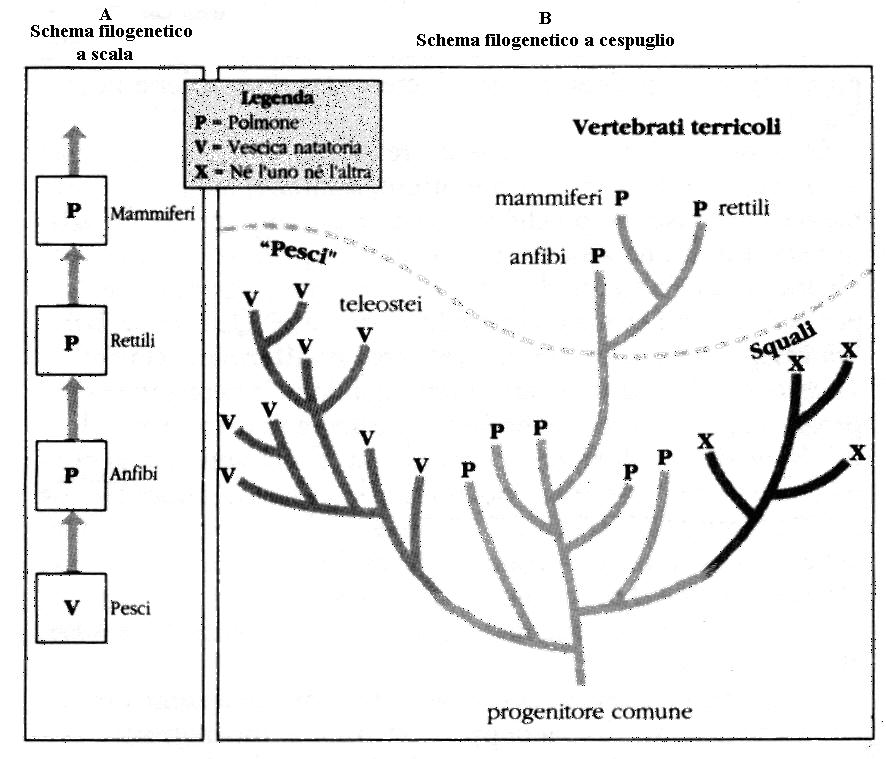 A
Schema filogenetico
a scala
B
Schema filogenetico a cespuglio
Legenda
P = Polmone
V = Vescica natatoria
X = Né l'uno né l'altra
P Mammiferi
P Rettili
P Anfibi
V Pesci
Vertebrati terricoli
mammiferi P
P rettili
anfibi P
"Pesci"
V
V
teleostei
V
V
Squali
X
X
V
V
V
V
V
P
P
P
P
P
X
X
progenitore comune